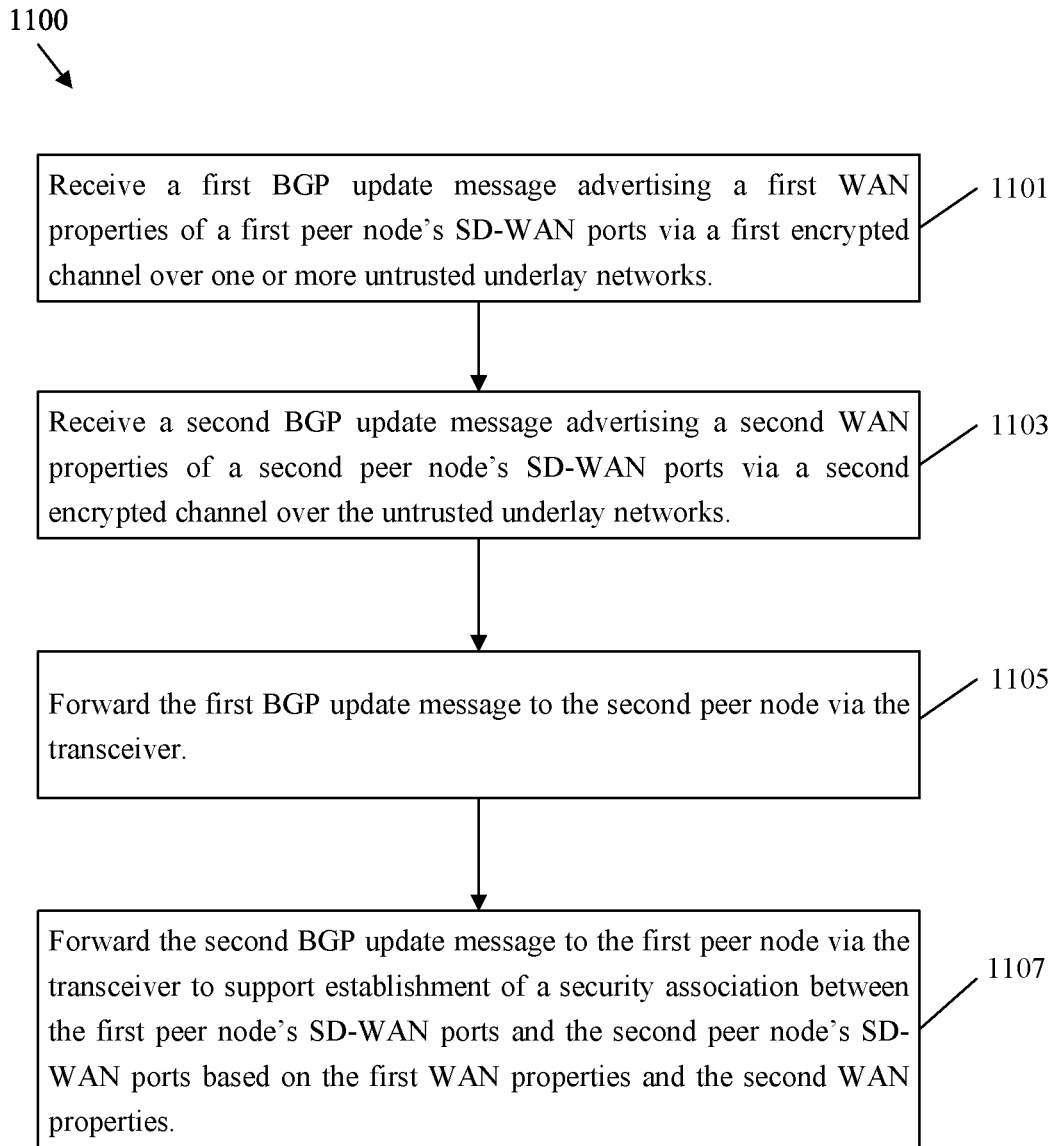 1100
Receive a first BGP update message advertising a first WAN
properties of a first peer node's SD-WAN ports via a first encrypted
channel over one or more untrusted underlay networks.
1101
Receive a second BGP update message advertising a second WAN
properties of a second peer node's SD-WAN ports via a second
encrypted channel over the untrusted underlay networks.
1103
Forward the first BGP update message to the second peer node via the
transceiver.
1105
Forward the second BGP update message to the first peer node via the
transceiver to support establishment of a security association between
the first peer node's SD-WAN ports and the second peer node's SD-
WAN ports based on the first WAN properties and the second WAN
properties.
1107